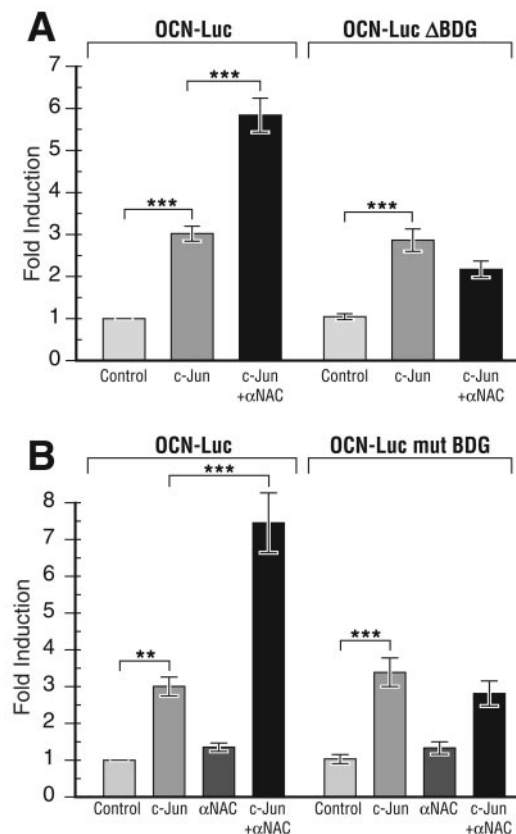 A
OCN-Luc
OCN-Luc ΔBDG
Fold Induction
7
6
5
4
3
2
1
0
***
***
***
Control
c-Jun
c-Jun
+αNAC
Control
c-Jun
c-Jun
+αNAC
B
OCN-Luc
OCN-Luc mut BDG
Fold Induction
8
7
6
5
4
3
2
1
0
***
**
***
Control
c-Jun
αNAC
c-Jun
+αNAC
Control
c-Jun
αNAC
c-Jun
+αNAC